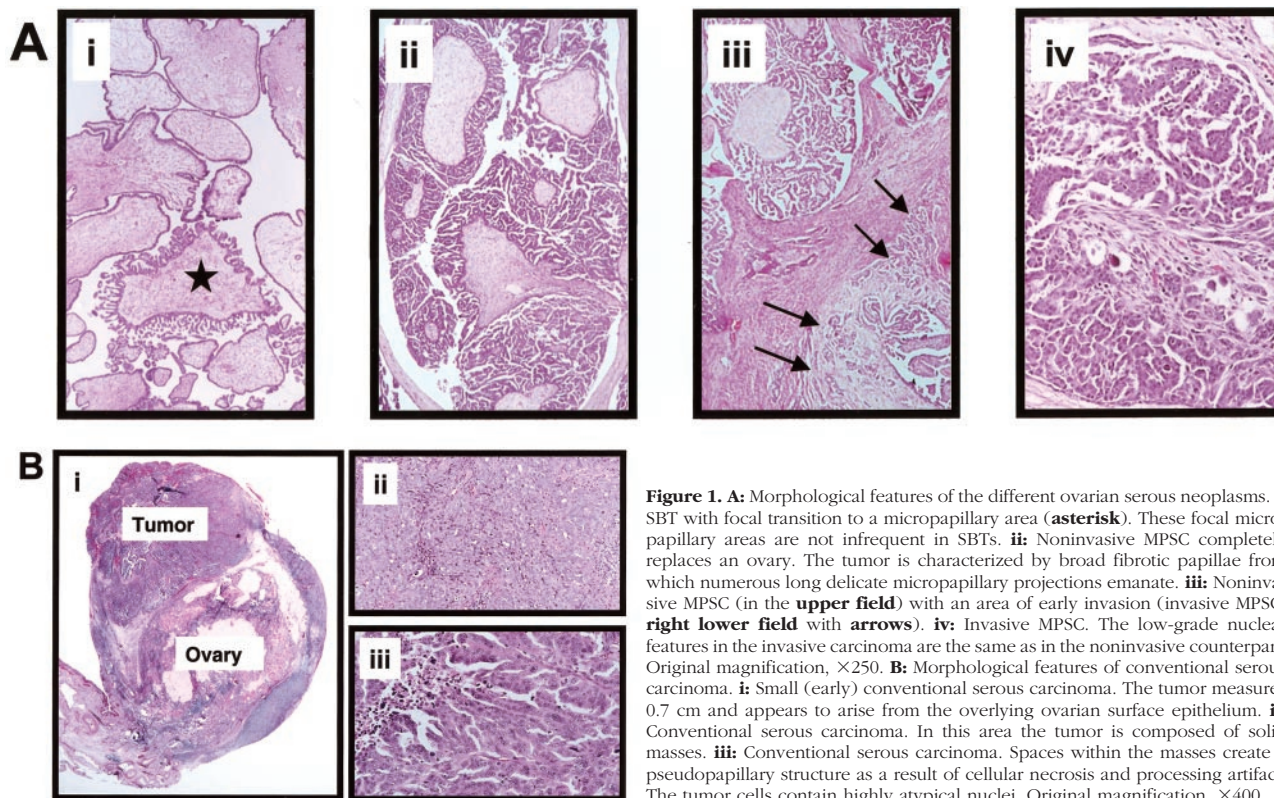 A
i
ii
iii
iv
B
i
Tumor
Ovary
ii
iii
Figure 1. A: Morphological features of the different ovarian serous neoplasms.
SBT with focal transition to a micropapillary area (asterisk). These focal micro
papillary areas are not infrequent in SBTs. ii: Noninvasive MPSC completel
replaces an ovary. The tumor is characterized by broad fibrotic papillae from
which numerous long delicate micropapillary projections emanate. iii: Noninva
sive MPSC (in the upper field) with an area of early invasion (invasive MPSC
right lower field with arrows). iv: Invasive MPSC. The low-grade nuclea
features in the invasive carcinoma are the same as in the noninvasive counterpar
Original magnification, ×250. B: Morphological features of conventional serou
carcinoma. i: Small (early) conventional serous carcinoma. The tumor measure
0.7 cm and appears to arise from the overlying ovarian surface epithelium. i
Conventional serous carcinoma. In this area the tumor is composed of soli
masses. iii: Conventional serous carcinoma. Spaces within the masses create
pseudopapillary structure as a result of cellular necrosis and processing artifac
The tumor cells contain highly atypical nuclei. Original magnification, ×400.